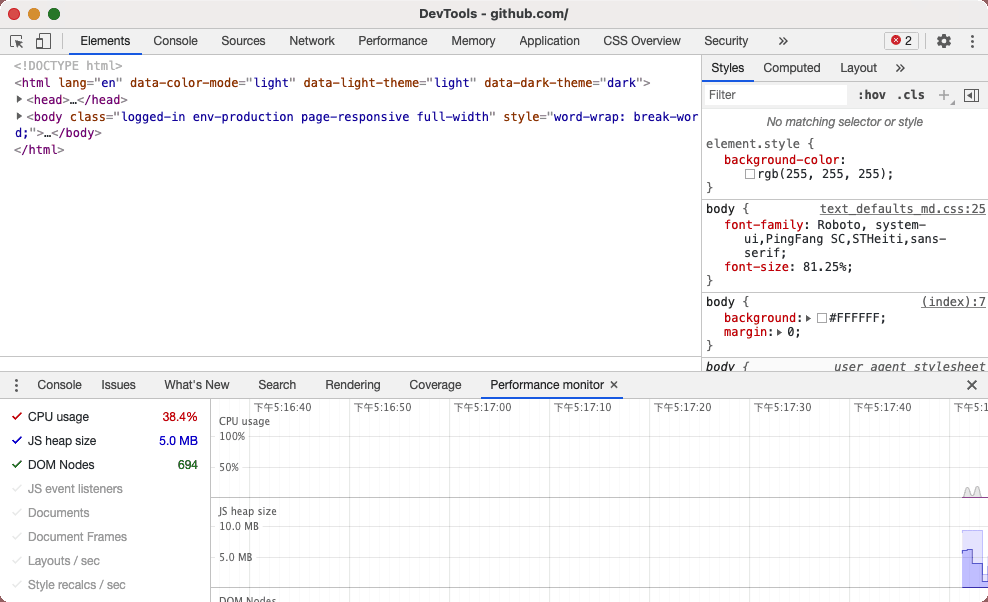 DevTools - github.com/
Elements Console Sources Network Performance Memory Application CSS Overview Security » 2
<!DOCTYPE html>
<html lang="en" data-color-mode="light" data-light-theme="light" data-dark-theme="dark">
<head>…</head>
<body class="logged-in env-production page-responsive full-width" style="word-wrap: break-wor
d;">…</body>
</html>
Styles Computed Layout »
Filter :hov .cls +
No matching selector or style
element.style {
background-color:
rgb(255, 255, 255);
}
body { text_defaults_md.css:25
font-family: Roboto, system-
ui,PingFang SC,STHeiti,sans-
serif;
font-size: 81.25%;
}
body { (index):7
background: #FFFFFF;
margin: 0;
}
body { user agent stylesheet
Console Issues What's New Search Rendering Coverage Performance monitor ×
CPU usage 38.4%
JS heap size 5.0 MB
DOM Nodes 694
JS event listeners
Documents
Document Frames
Layouts / sec
Style recalcs / sec
下午5:16:40 下午5:16:50 下午5:17:00 下午5:17:10 下午5:17:20 下午5:17:30 下午5:17:40 下午5:1
CPU usage
100%
50%
JS heap size
10.0 MB
5.0 MB
DOM Nodes